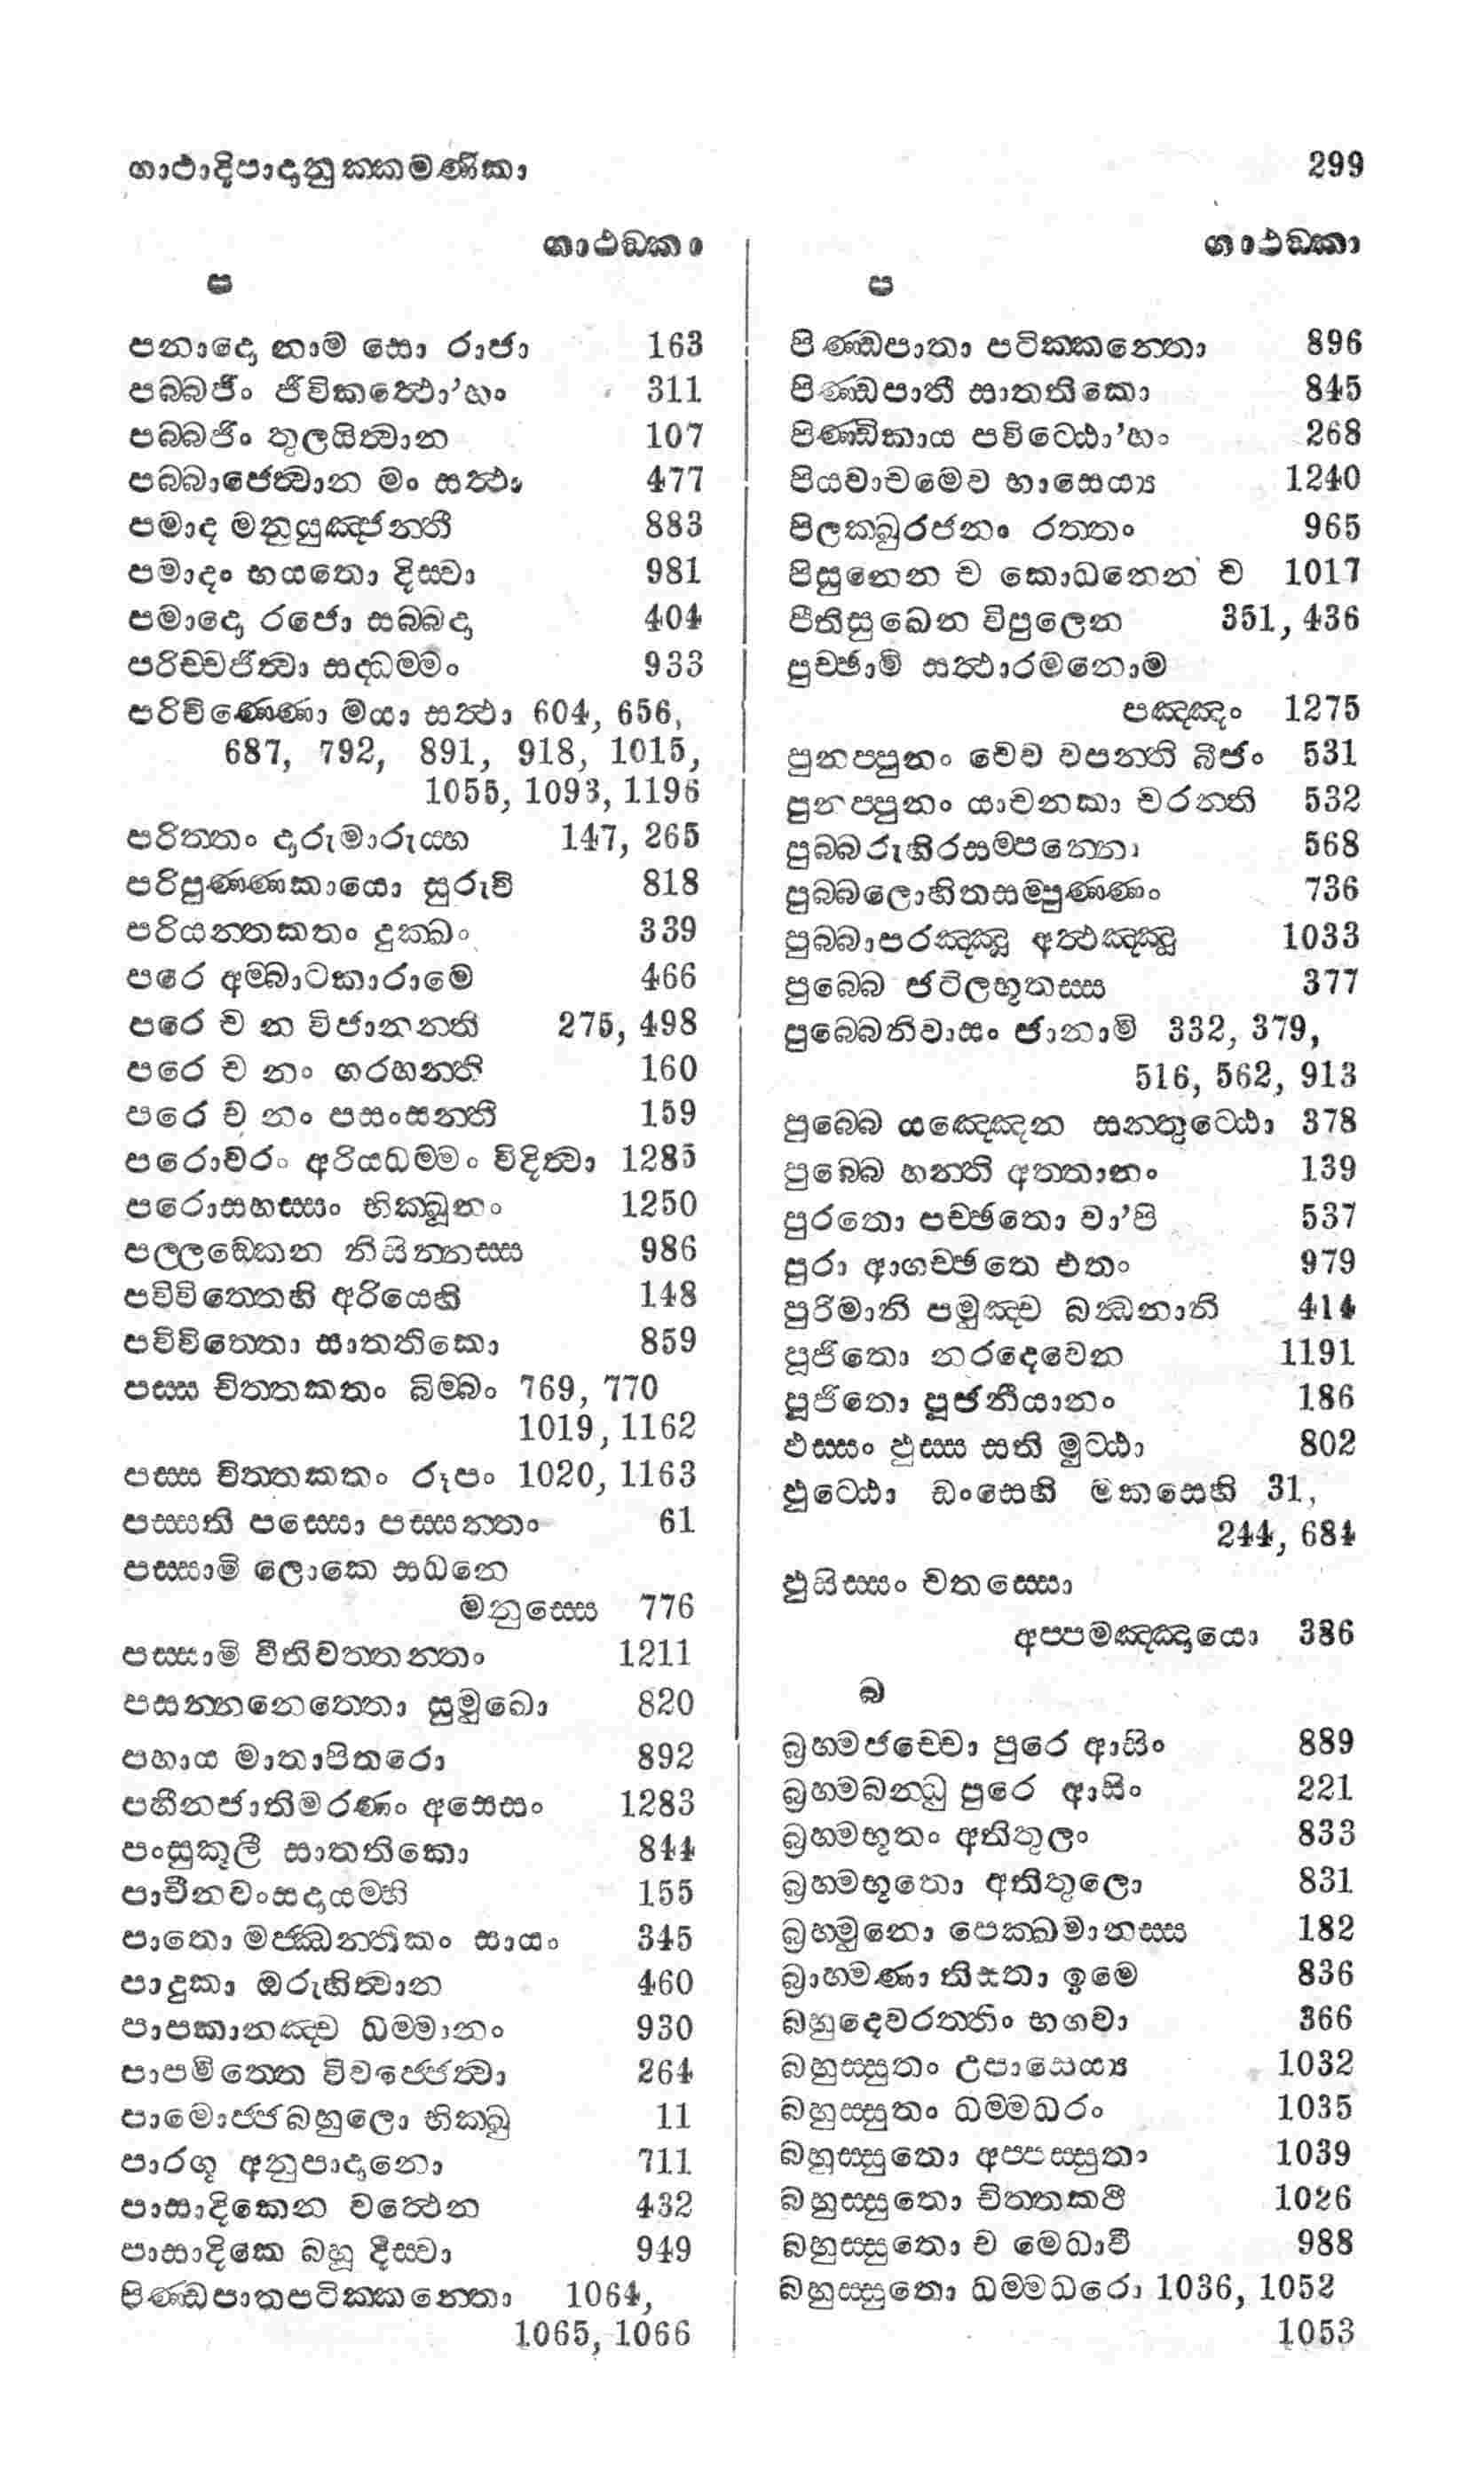 ගාථාදිපාදානුක්කමණිකා 299
ගාථඞ්කා
ප
පනාදො නාම සො රාජා 163
පබ්බජිං ජීවිකත්ථො’හං 311
පබ්බජිං තුලයිත්වාන 107
පබ්බාජෙත්වාන මං සත්ථා 477
පමාද මනුයුඤ්ජන්ති 883
පමාදං භයතො දිස්වා 981
පමාදො රජො සබ්බදා 404
පරිච්චජිත්වා සද්ධම්මං 933
පරිචිණ්ණො මයා සත්ථා 604, 656,
687, 792, 891, 918, 1015,
1055, 1093, 1196
පරිත්තං දාරුමාරුය්හ 147, 265
පරිපුණ්ණකායො සුරුචි 818
පරියන්තකතං දුක්ඛං 339
පරෙ අම්බාටකාරාමෙ 466
පරෙ ච න විජානන්ති 275, 498
පරෙ ච නං ගරහන්ති 160
පරෙ ච නං පසංසන්ති 159
පරොවරං අරියධම්මං විදිත්වා 1285
පරොසහස්සං භික්ඛූනං 1250
පල්ලඞ්කෙන නිසින්නස්ස 986
පවිවිත්තෙහි අරියෙහි 148
පවිවිත්තො සාතතිකො 859
පස්ස චිත්තකතං බිම්බං 769, 770
1019, 1162
පස්ස චිත්තකතං රූපං 1020, 1163
පස්සති පස්සො පස්සන්තං 61
පස්සාමි ලොකෙ සධනෙ
මනුස්සෙ 776
පස්සාමි වීතිවත්තන්තං 1211
පසන්නනෙත්තො සුමුඛො 820
පහාය මාතාපිතරො 892
පහීනජාතිමරණං අසෙසං 1283
පංසුකූලී සාතතිකො 844
පාචීනවංසදායම්හි 155
පාතො මජ්ඣන්තිකං සායං 345
පාදුකා ඔරුහිත්වාන 460
පාපකානඤ්ච ධම්මානං 930
පාපමිත්තෙ විවජ්ජෙත්වා 264
පාමොජ්ජබහුලො භික්ඛු 11
පාරගූ අනුපාදානො 711
පාසාදිකෙන වත්ථෙන 432
පාසාදිකෙ බහූ දිස්වා 949
පිණ්ඩපාතපටික්කන්තො 1064,
1065, 1066
ගාථඞ්කා
ප
පිණ්ඩපාතා පටික්කන්තො 896
පිණ්ඩපාතී සාතතිකො 845
පිණ්ඩිකාය පවිට්ඨො’හං 268
පියවාචමෙව භාසෙය්‍ය 1240
පිලක්ඛුරජනං රත්තං 965
පිසුනෙන ච කොධනෙන ච 1017
පීතිසුඛෙන විපුලෙන 351, 436
පුච්ඡාමි සත්ථාරමනොම
පඤ්ඤං 1275
පුනප්පුනං චෙව වපන්ති බීජං 531
පුනප්පුනං යාචනකා චරන්ති 532
පුබ්බරුහිරසම්පන්නො 568
පුබ්බලොහිතසම්පුණ්ණං 736
පුබ්බාපරඤ්ඤූ අත්ථඤ්ඤූ 1033
පුබ්බෙ ජටිලභූතස්ස 377
පුබ්බෙනිවාසං ජානාමි 332, 379,
516, 562, 913
පුබ්බෙ යඤ්ඤෙන සන්තුට්ඨො 378
පුබ්බෙ හන්ති අත්තානං 139
පුරතො පච්ඡතො වා’පි 537
පුරා ආගච්ඡතෙ එතං 979
පුරිමානි පමුඤ්ච බන්ධනානි 414
පූජිතො නරදෙවෙන 1191
පූජිතො පූජනීයානං 186
ඵස්සං ඵුස්ස සති මුට්ඨා 802
ඵුට්ඨො ඩංසෙහි මකසෙහි 31,
244, 684
ඵුසිස්සං චතස්සො
අප්පමඤ්ඤායො 386
බ
බ්‍රහ්මජච්චො පුරෙ ආසිං 889
බ්‍රහ්මබන්ධු පුරෙ ආසිං 221
බ්‍රහ්මභූතං අතිතුලං 833
බ්‍රහ්මභූතො අතිතුලො 831
බ්‍රහ්මුනො පෙක්ඛමානස්ස 182
බ්‍රාහ්මණා තිස්තා ඉමෙ 836
බහුදෙවරත්තිං භගවා 366
බහුස්සුතං උපාසෙය්‍ය 1032
බහුස්සුතං ධම්මධරං 1035
බහුස්සුතො අප්පස්සුතා 1039
බහුස්සුතො චිත්තකථී 1026
බහුස්සුතො ච මෙධාවී 988
බහුස්සුතො ධම්මධරො 1036, 1052
1053